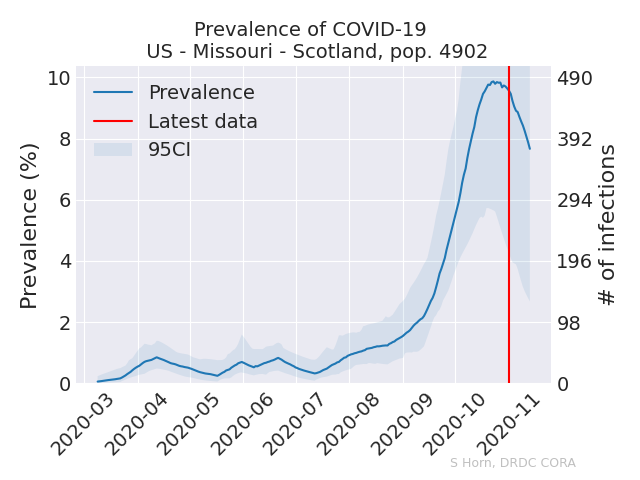 Prevalence of COVID-19
US - Missouri - Scotland, pop. 4902
Prevalence
Latest data
95CI
Prevalence (%)
10
8
6
4
2
0
490
392
294
196
98
0
# of infections
2020-03
2020-04
2020-05
2020-06
2020-07
2020-08
2020-09
2020-10
2020-11
S Horn, DRDC CORA